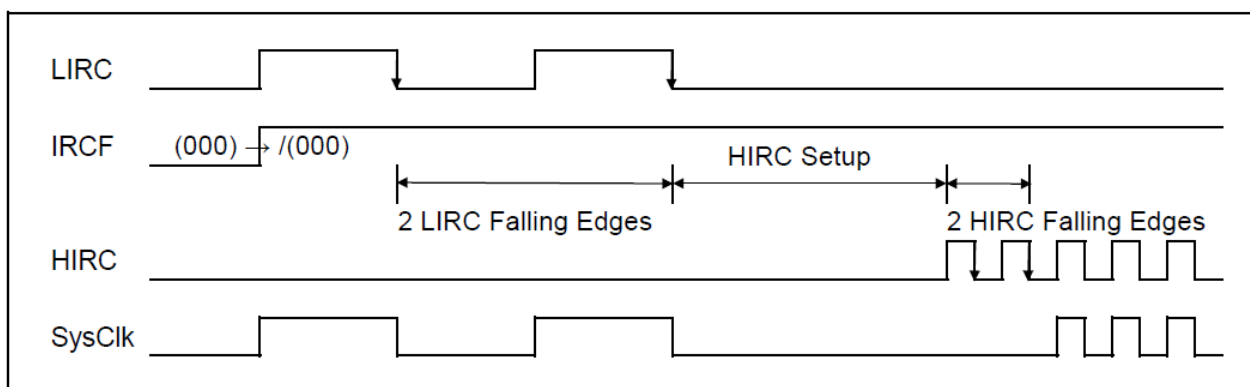 LIRC
IRCF (000) → /(000)
HIRC Setup
2 LIRC Falling Edges 2 HIRC Falling Edges
HIRC
SysClk